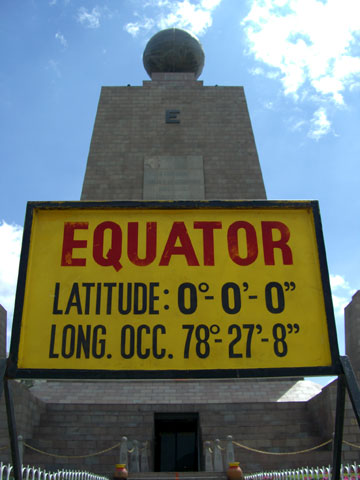 E
EQUATOR
LATITUDE: 0°-0'-0"
LONG. OCC. 78°-27'-8"